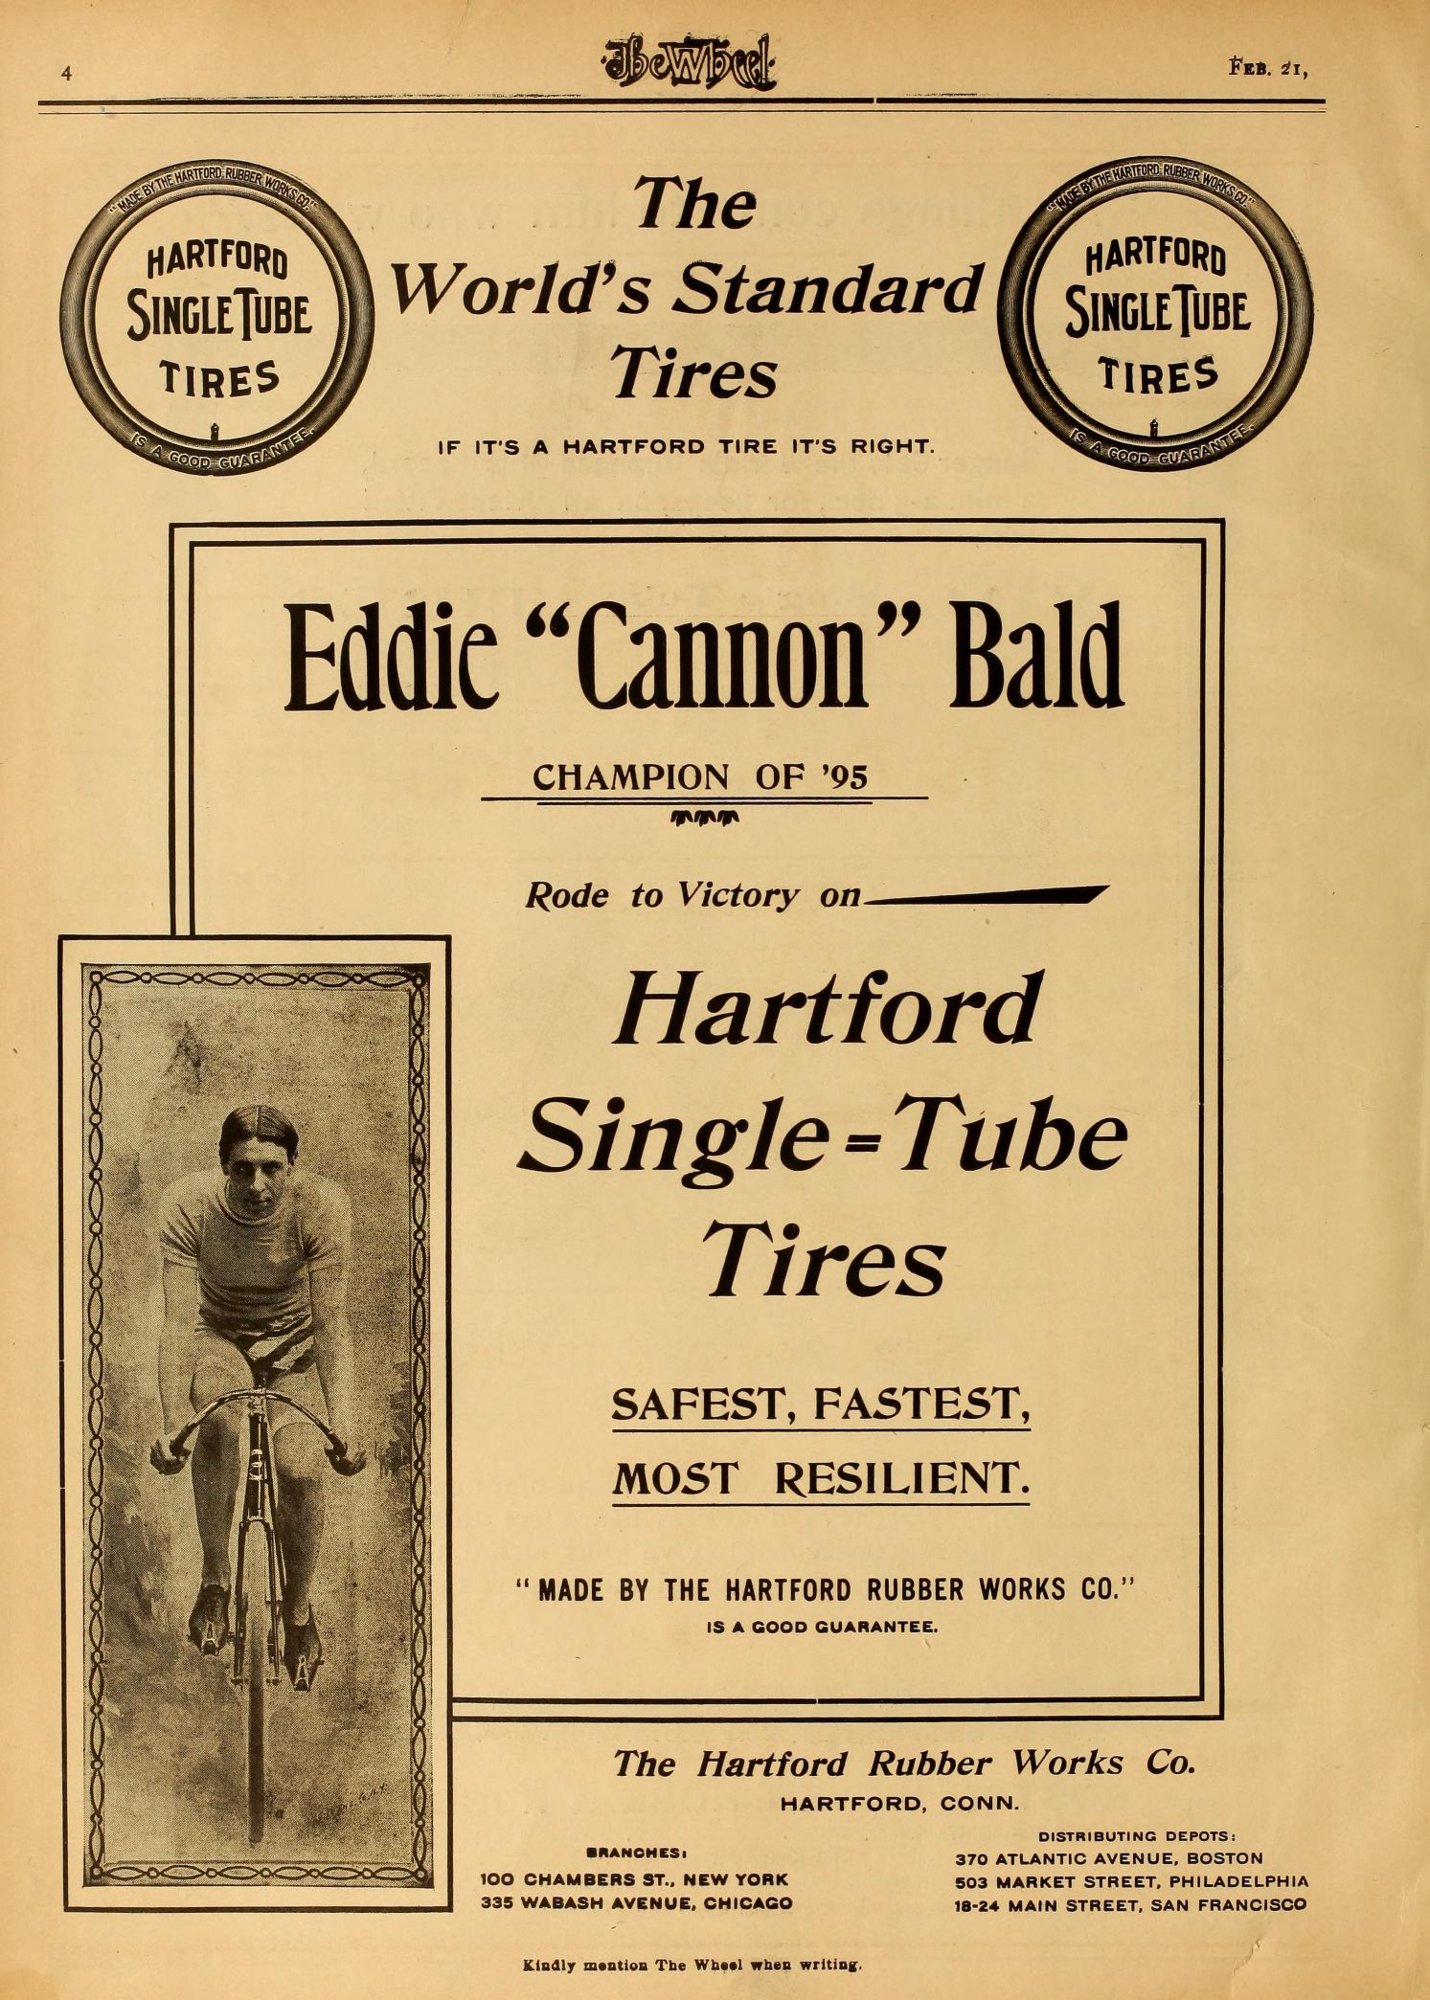 4
The Wheel
FEB. 21,
"MADE BY THE HARTFORD RUBBER WORKS CO."
HARTFORD
SINGLE TUBE
TIRES
IS A GOOD GUARANTEE.
The
World's Standard
Tires
IF IT'S A HARTFORD TIRE IT'S RIGHT.
"MADE BY THE HARTFORD RUBBER WORKS CO."
HARTFORD
SINGLE TUBE
TIRES
IS A GOOD GUARANTEE.
Eddie "Cannon" Bald
CHAMPION OF '95
Rode to Victory on
Hartford
Single=Tube
Tires
SAFEST, FASTEST,
MOST RESILIENT.
"MADE BY THE HARTFORD RUBBER WORKS CO."
IS A GOOD GUARANTEE.
The Hartford Rubber Works Co.
HARTFORD, CONN.
BRANCHES:
100 CHAMBERS ST., NEW YORK
335 WABASH AVENUE, CHICAGO
DISTRIBUTING DEPOTS:
370 ATLANTIC AVENUE, BOSTON
503 MARKET STREET, PHILADELPHIA
18-24 MAIN STREET, SAN FRANCISCO
Kindly mention The Wheel when writing.